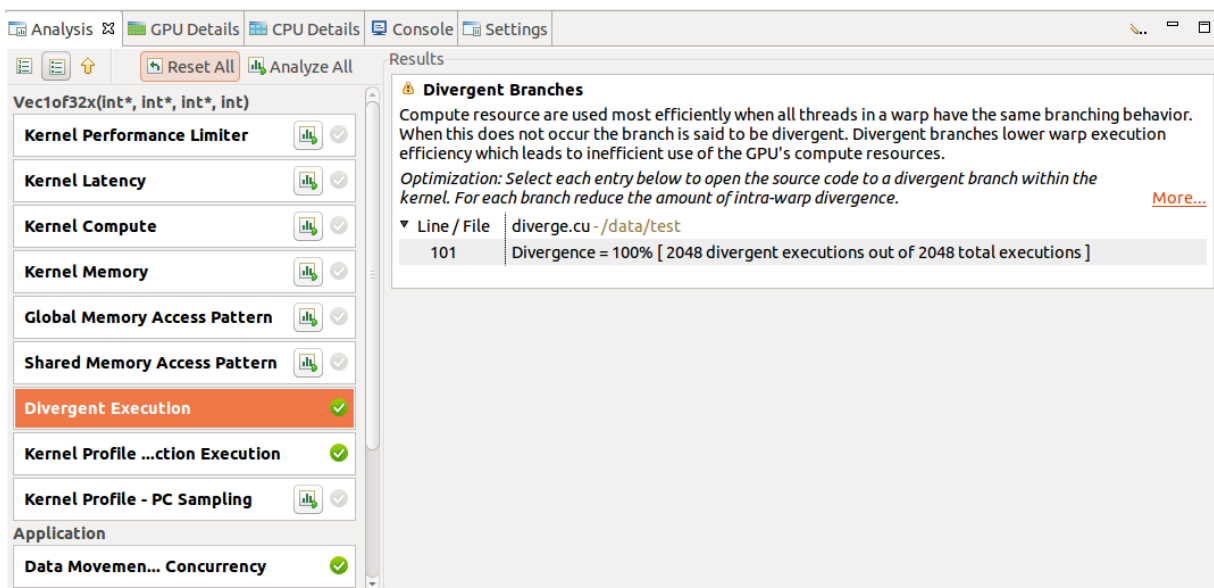 Analysis GPU Details CPU Details Console Settings
Reset All Analyze All
Vec1of32x(int*, int*, int*, int)
Kernel Performance Limiter
Kernel Latency
Kernel Compute
Kernel Memory
Global Memory Access Pattern
Shared Memory Access Pattern
Divergent Execution
Kernel Profile ...ction Execution
Kernel Profile - PC Sampling
Application
Data Movemen... Concurrency
Results
Divergent Branches
Compute resource are used most efficiently when all threads in a warp have the same branching behavior.
When this does not occur the branch is said to be divergent. Divergent branches lower warp execution
efficiency which leads to inefficient use of the GPU's compute resources.
Optimization: Select each entry below to open the source code to a divergent branch within the
kernel. For each branch reduce the amount of intra-warp divergence. More...
Line / File diverge.cu - /data/test
101 Divergence = 100% [ 2048 divergent executions out of 2048 total executions ]